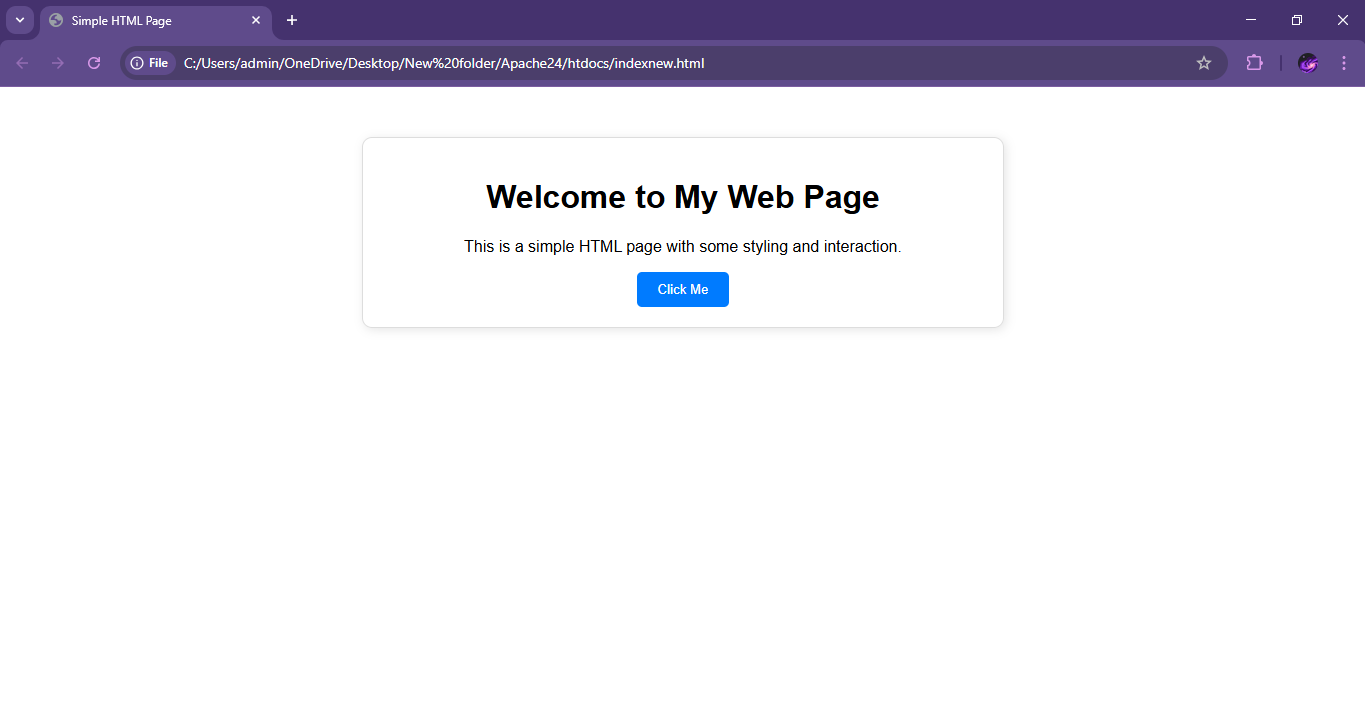 Simple HTML Page
File
C:/Users/admin/OneDrive/Desktop/New%20folder/Apache24/htdocs/indexnew.html
Welcome to My Web Page
This is a simple HTML page with some styling and interaction.
Click Me